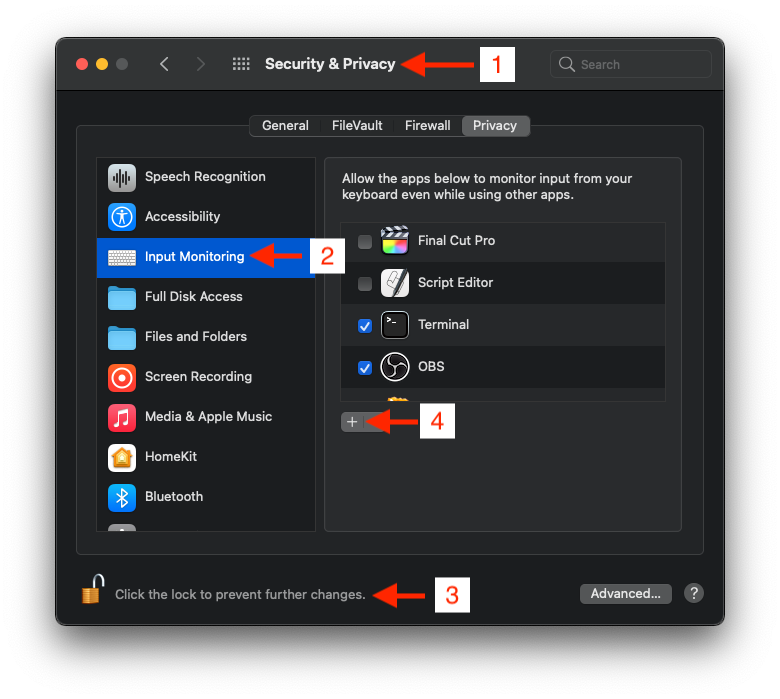 Security & Privacy
1
Search
General FileVault Firewall Privacy
Speech Recognition
Accessibility
Input Monitoring
2
Full Disk Access
Files and Folders
Screen Recording
Media & Apple Music
HomeKit
Bluetooth
Allow the apps below to monitor input from your
keyboard even while using other apps.
Final Cut Pro
Script Editor
>_ Terminal
OBS
+
4
Click the lock to prevent further changes.
3
Advanced...
?